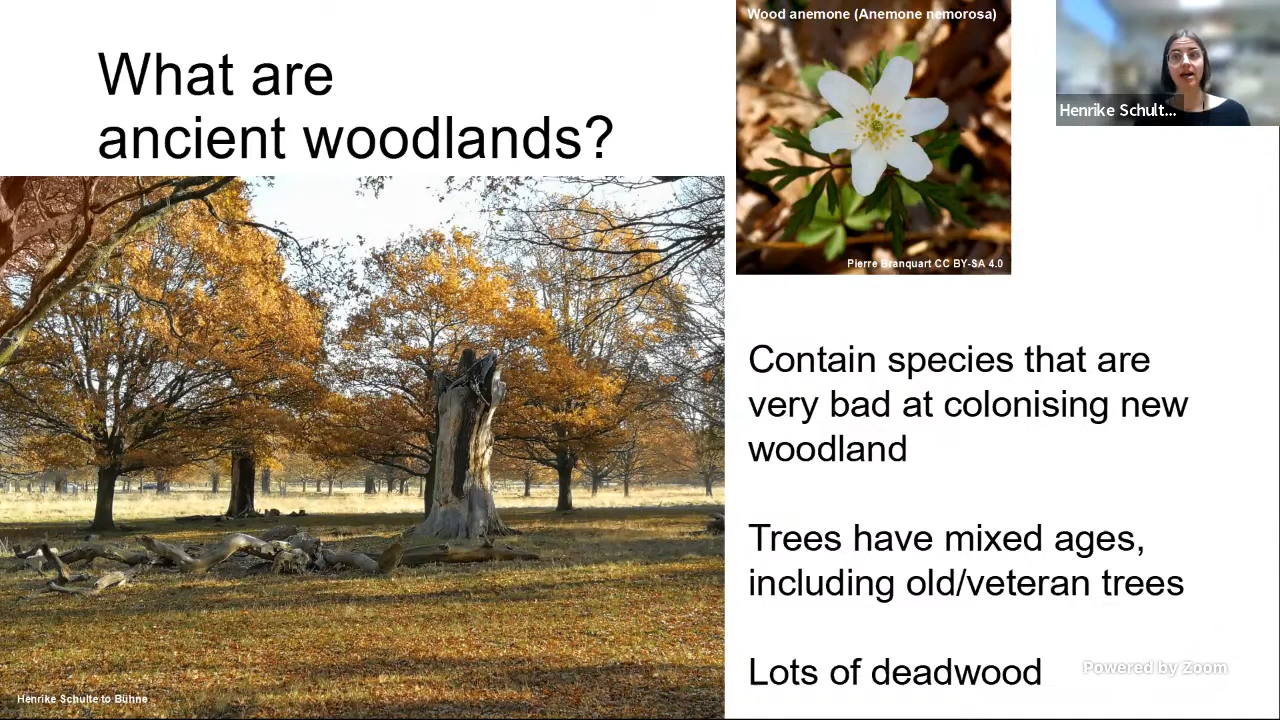 What are
ancient woodlands?
Wood anemone (Anemone nemorosa)
Pierre Branquart CC BY-SA 4.0
Henrike Schult...
Contain species that are
very bad at colonising new
woodland
Trees have mixed ages,
including old/veteran trees
Lots of deadwood
Powered by Zoom
Henrike Schulte to Bühne